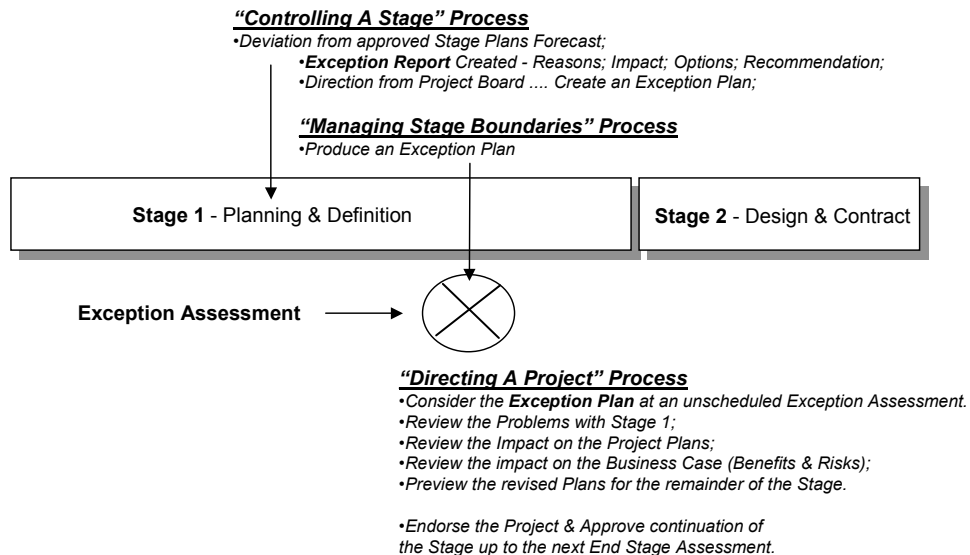 “Controlling A Stage” Process
•Deviation from approved Stage Plans Forecast;
•Exception Report Created - Reasons; Impact; Options; Recommendation;
•Direction from Project Board .... Create an Exception Plan;
“Managing Stage Boundaries” Process
•Produce an Exception Plan
Stage 1 - Planning & Definition
Stage 2 - Design & Contract
Exception Assessment
“Directing A Project” Process
•Consider the Exception Plan at an unscheduled Exception Assessment.
•Review the Problems with Stage 1;
•Review the Impact on the Project Plans;
•Review the impact on the Business Case (Benefits & Risks);
•Preview the revised Plans for the remainder of the Stage.
•Endorse the Project & Approve continuation of
the Stage up to the next End Stage Assessment.